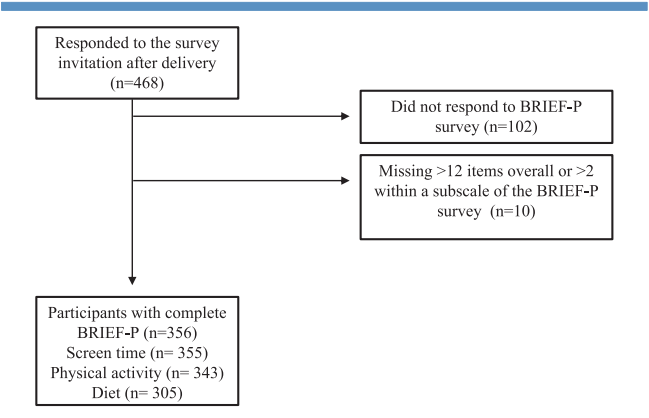 Responded to the survey
invitation after delivery
(n=468)
Did not respond to BRIEF-P
survey (n=102)
Missing >12 items overall or >2
within a subscale of the BRIEF-P
survey (n=10)
Participants with complete
BRIEF-P (n=356)
Screen time (n= 355)
Physical activity (n= 343)
Diet (n= 305)